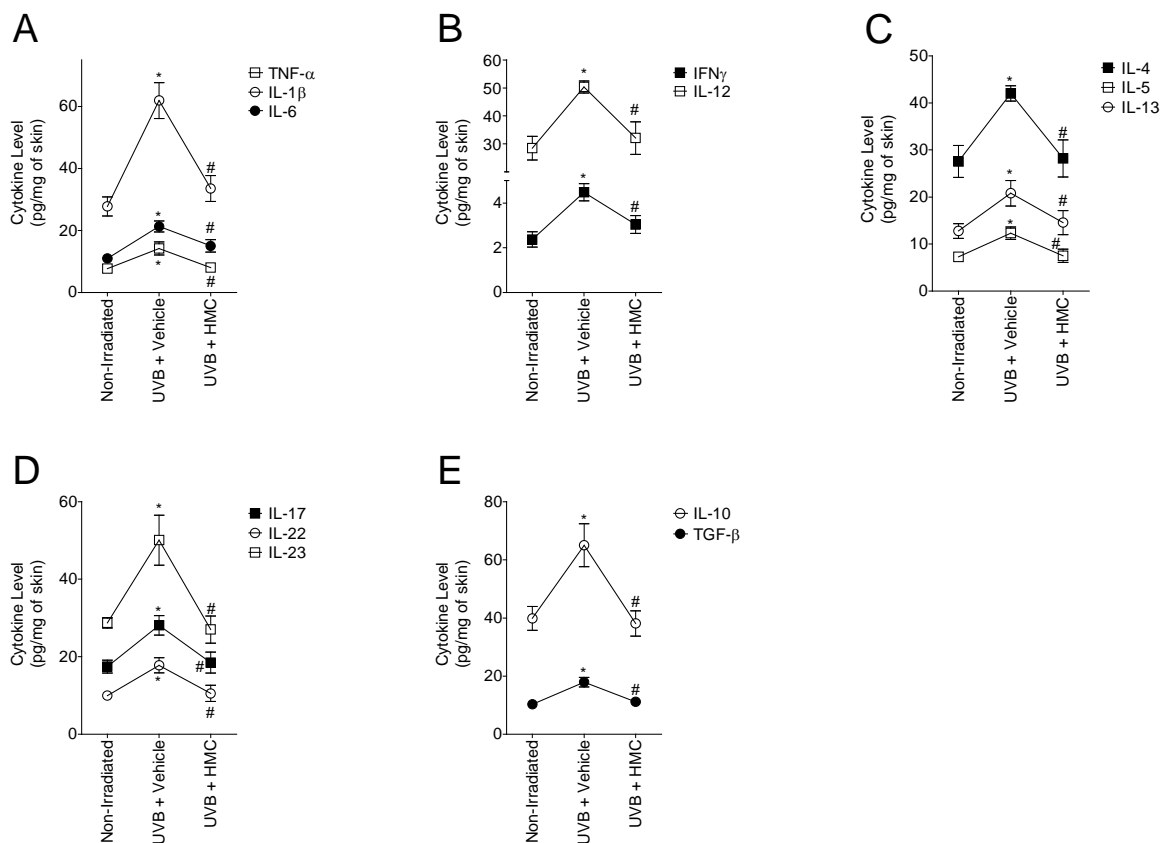 A
Cytokine Level
(pg/mg of skin)
60
40
20
0
*
*
*
#
#
#
TNF-α
IL-1β
IL-6
Non-Irradiated
UVB + Vehicle
UVB + HMC
B
Cytokine Level
(pg/mg of skin)
60
50
40
30
4
2
0
*
*
#
#
IFNγ
IL-12
Non-Irradiated
UVB + Vehicle
UVB + HMC
C
Cytokine Level
(pg/mg of skin)
50
40
30
20
10
0
*
*
*
#
#
#
IL-4
IL-5
IL-13
Non-Irradiated
UVB + Vehicle
UVB + HMC
D
Cytokine Level
(pg/mg of skin)
60
40
20
0
*
*
*
#
#
#
IL-17
IL-22
IL-23
Non-Irradiated
UVB + Vehicle
UVB + HMC
E
Cytokine Level
(pg/mg of skin)
80
60
40
20
0
*
*
#
#
IL-10
TGF-β
Non-Irradiated
UVB + Vehicle
UVB + HMC